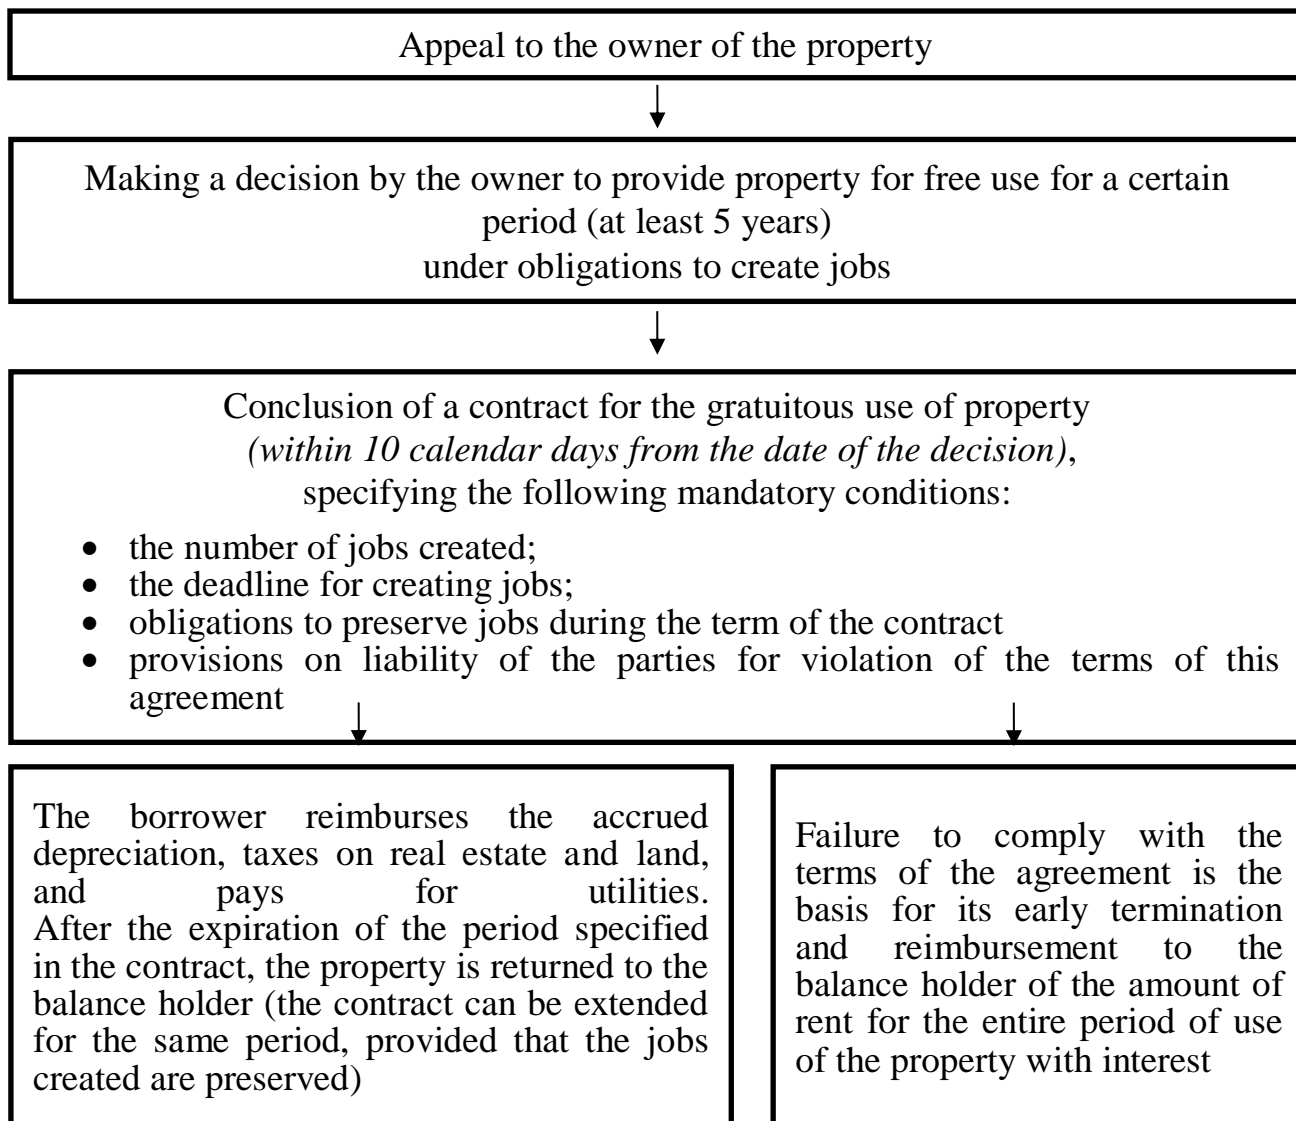 Appeal to the owner of the property
Making a decision by the owner to provide property for free use for a certain
period (at least 5 years)
under obligations to create jobs
Conclusion of a contract for the gratuitous use of property
(within 10 calendar days from the date of the decision),
specifying the following mandatory conditions:
• the number of jobs created;
• the deadline for creating jobs;
• obligations to preserve jobs during the term of the contract
• provisions on liability of the parties for violation of the terms of this
agreement
The borrower reimburses the accrued
depreciation, taxes on real estate and land,
and pays for utilities.
After the expiration of the period specified
in the contract, the property is returned to the
balance holder (the contract can be extended
for the same period, provided that the jobs
created are preserved)
Failure to comply with the
terms of the agreement is the
basis for its early termination
and reimbursement to the
balance holder of the amount of
rent for the entire period of use
of the property with interest